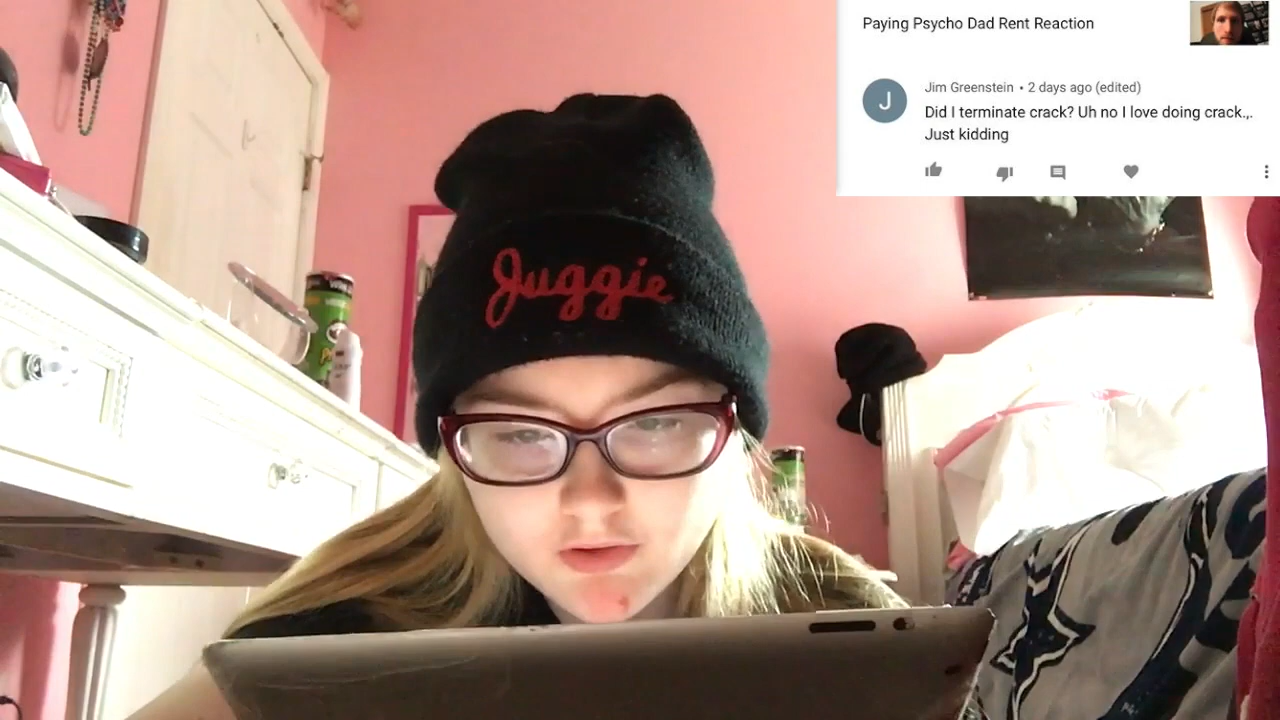 Paying Psycho Dad Rent Reaction
J
Jim Greenstein • 2 days ago (edited)
Did I terminate crack? Uh no I love doing crack.,.
Just kidding
Juggie